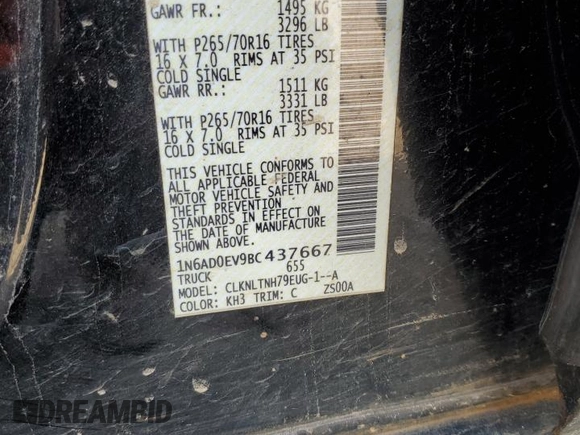 GAWR FR.: 1495 KG
3296 LB
WITH P265/70R16 TIRES
16 X 7.0 RIMS AT 35 PSI
COLD SINGLE
GAWR RR.: 1511 KG
3331 LB
WITH P265/70R16 TIRES
16 X 7.0 RIMS AT 35 PSI
COLD SINGLE
THIS VEHICLE CONFORMS TO
ALL APPLICABLE FEDERAL
MOTOR VEHICLE SAFETY AND
THEFT PREVENTION
STANDARDS IN EFFECT ON
THE DATE OF MANUFACTURE
SHOWN ABOVE.
1N6AD0EV9BC437667
TRUCK 655
MODEL: CLKNLTNH79EUG-1--A
COLOR: KH3 TRIM: C ZS00A
DREAMBID